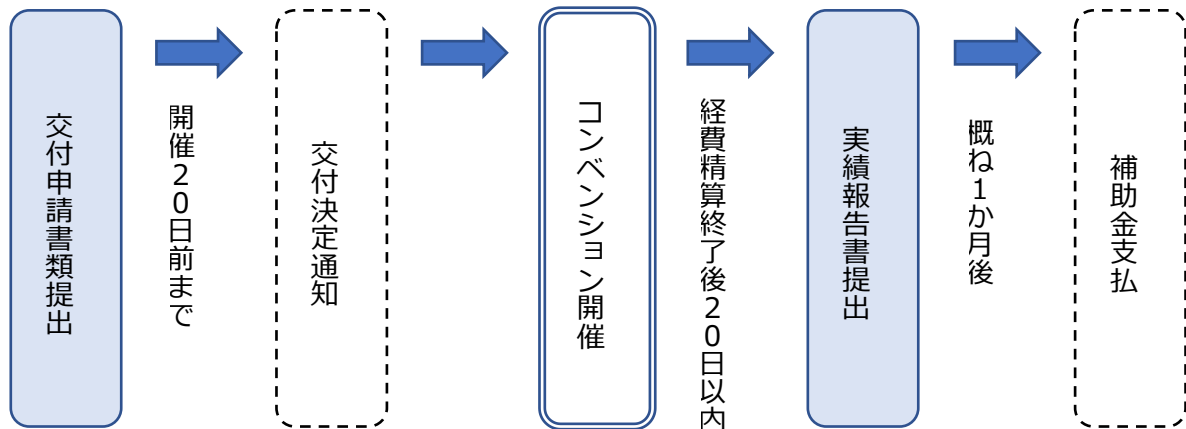 交付申請書類提出
開催20日前まで
交付決定通知
コンベンション開催
経費精算終了後20日以内
実績報告書提出
概ね1か月後
補助金支払